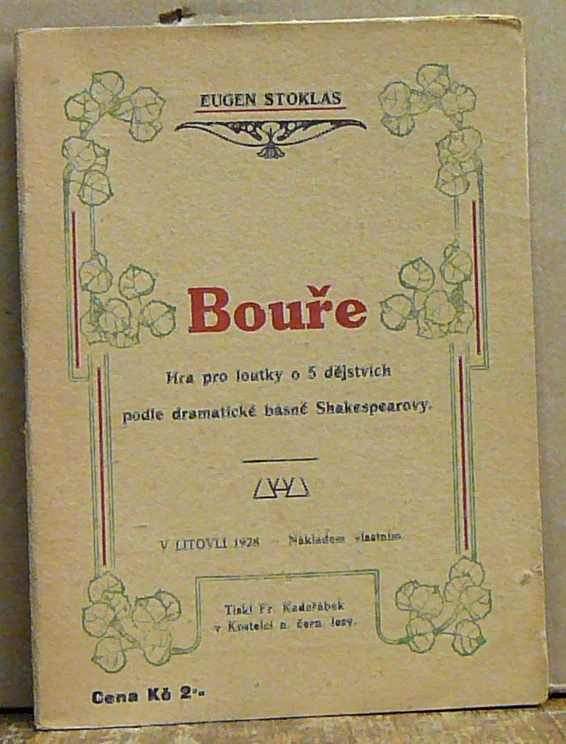 EUGEN STOKLAS
Bouře
Hra pro loutky o 5 dějstvích
podle dramatické básně Shakespearovy.
V LITOVLI 1928 - Nákladem vlastním.
Tiskl Fr. Kadeřábek
v Kostelci n. čern. lesy.
Cena Kč 2·-